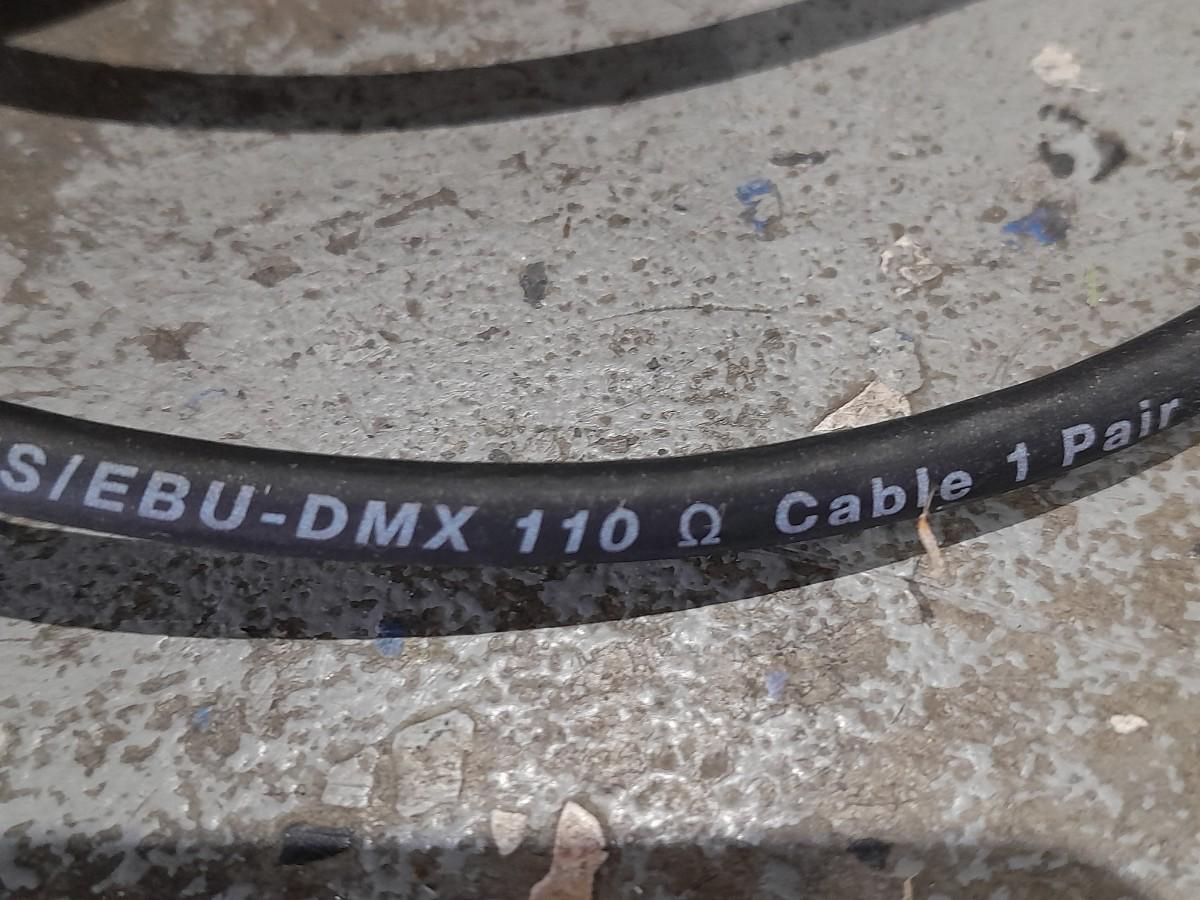 S/EBU-DMX 110 Ω Cable 1 Pair